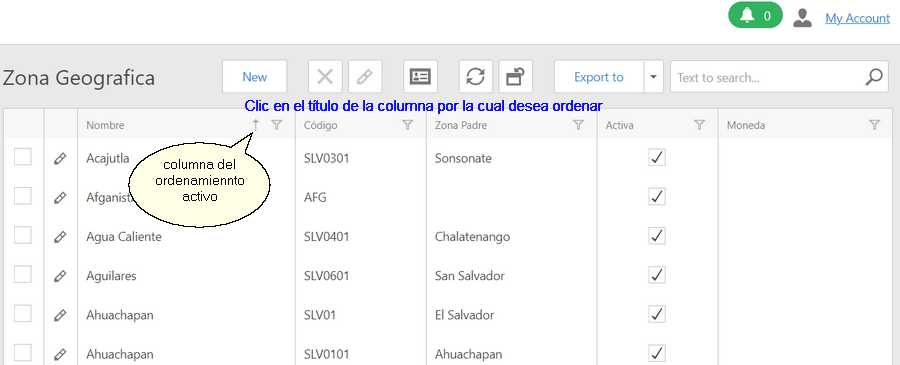 0 My Account
Zona Geografica New Export to Text to search...
Clic en el título de la columna por la cual desea ordenar
Nombre Código Zona Padre Activa Moneda
columna del
ordenamiennto
activo
Acajutla SLV0301 Sonsonate
Afganist AFG
Agua Caliente SLV0401 Chalatenango
Aguilares SLV0601 San Salvador
Ahuachapan SLV01 El Salvador
Ahuachapan SLV0101 Ahuachapan